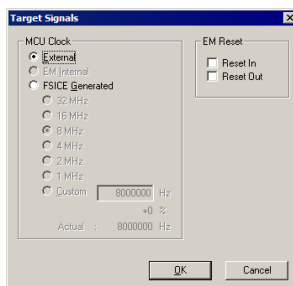 Target Signals
MCU Clock
External
EM Internal
FSICE Generated
32 MHz
16 MHz
8 MHz
4 MHz
2 MHz
1 MHz
Custom 8000000 Hz
+0 %
Actual : 8000000 Hz
EM Reset
Reset In
Reset Out
OK Cancel